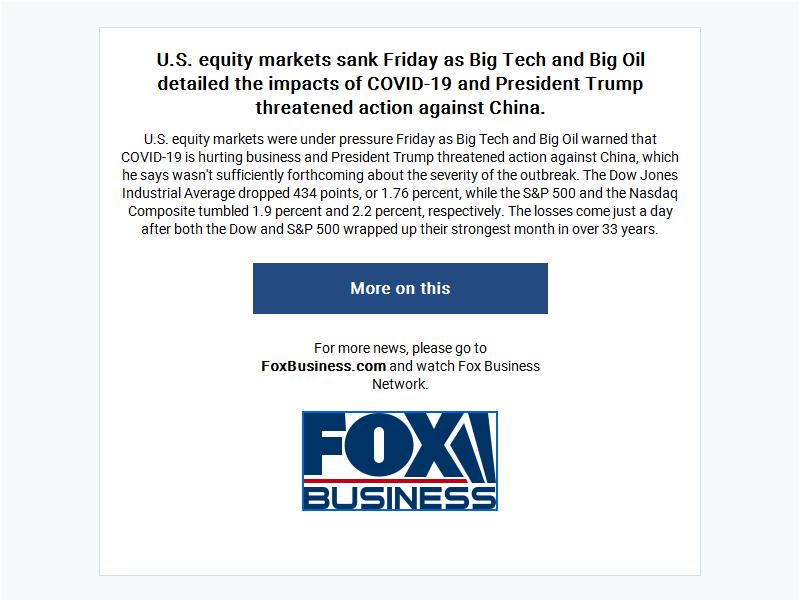 U.S. equity markets sank Friday as Big Tech and Big Oil
detailed the impacts of COVID-19 and President Trump
threatened action against China.
U.S. equity markets were under pressure Friday as Big Tech and Big Oil warned that
COVID-19 is hurting business and President Trump threatened action against China, which
he says wasn't sufficiently forthcoming about the severity of the outbreak. The Dow Jones
Industrial Average dropped 434 points, or 1.76 percent, while the S&P 500 and the Nasdaq
Composite tumbled 1.9 percent and 2.2 percent, respectively. The losses come just a day
after both the Dow and S&P 500 wrapped up their strongest month in over 33 years.
More on this
For more news, please go to
FoxBusiness.com and watch Fox Business
Network.
FOX
BUSINESS